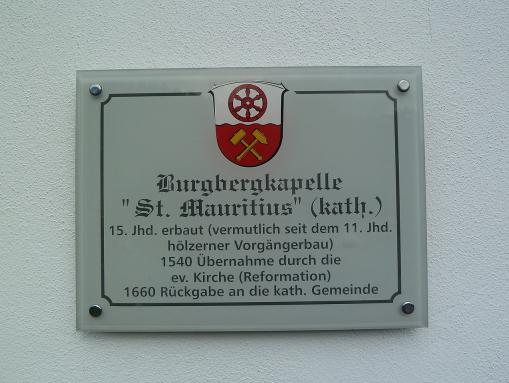 Burgbergkapelle
"St. Mauritius" (kath.)
15. Jhd. erbaut (vermutlich seit dem 11. Jhd.
hölzerner Vorgängerbau)
1540 Übernahme durch die
ev. Kirche (Reformation)
1660 Rückgabe an die kath. Gemeinde